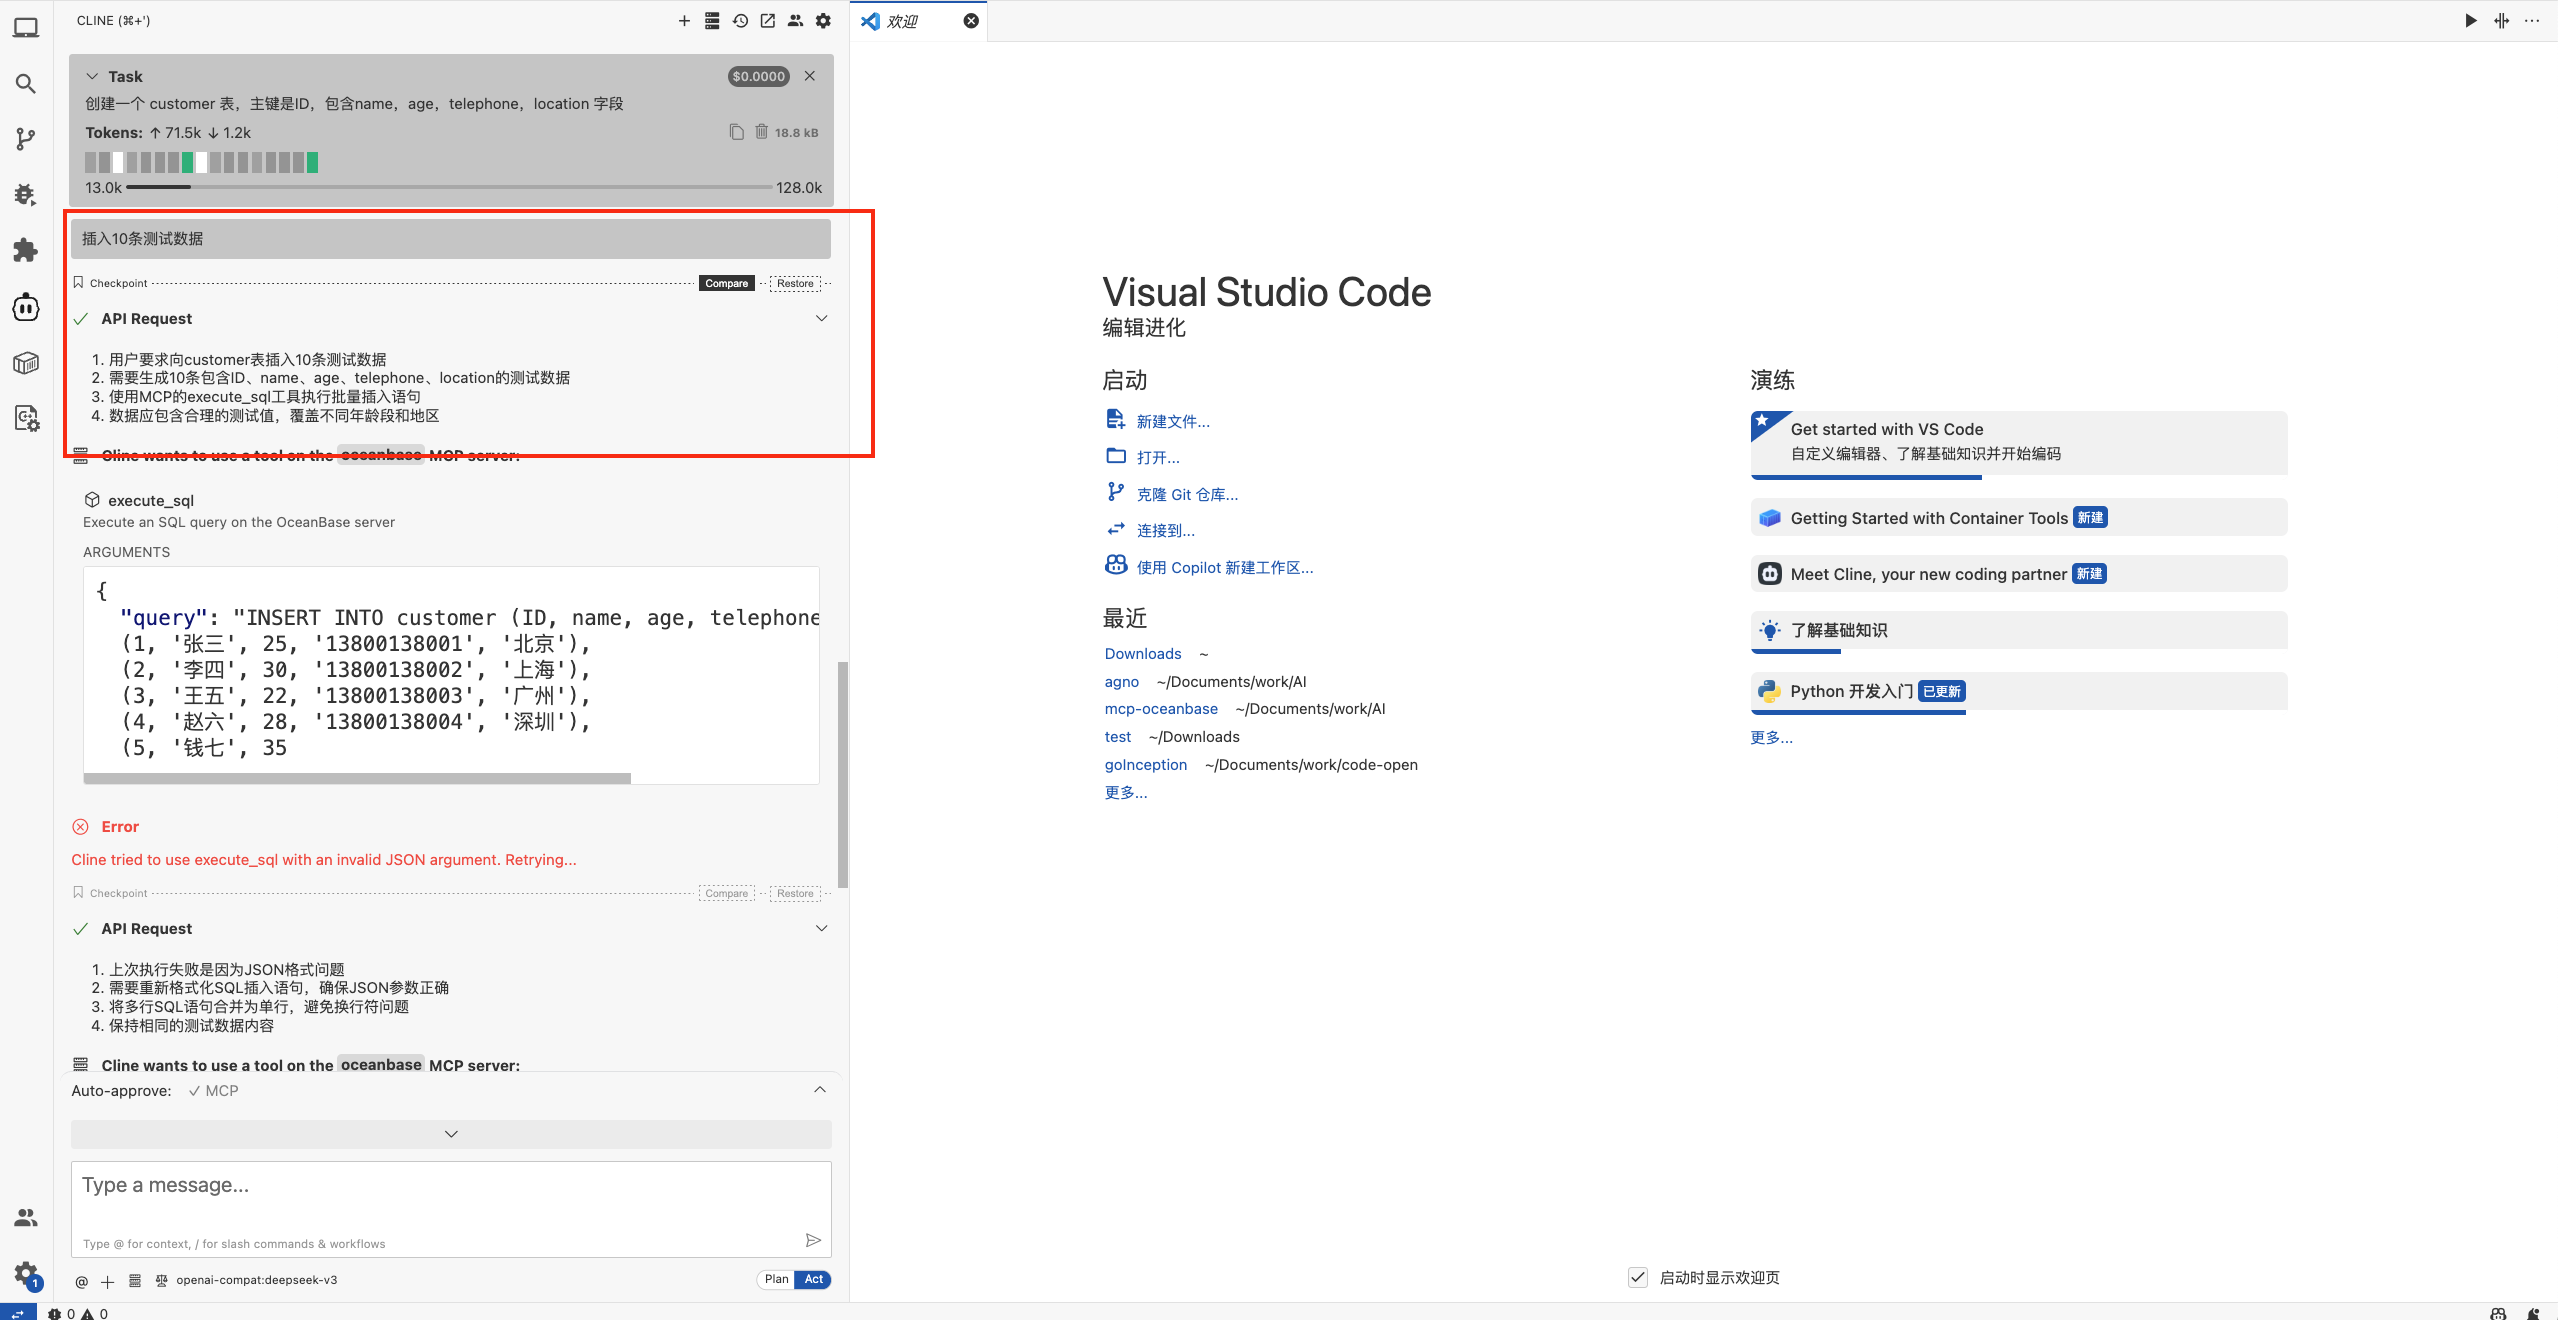 CLINE (⌘+')
Task
$0.0000
创建一个 customer 表，主键是ID，包含name，age，telephone，location 字段
Tokens: ↑ 71.5k ↓ 1.2k
18.8 kB
13.0k
128.0k
插入10条测试数据
Checkpoint
Compare
Restore
API Request
1. 用户要求向customer表插入10条测试数据
2. 需要生成10条包含ID、name、age、telephone、location的测试数据
3. 使用MCP的execute_sql工具执行批量插入语句
4. 数据应包含合理的测试值，覆盖不同年龄段和地区
Cline wants to use a tool on the oceanbase MCP server:
execute_sql
Execute an SQL query on the OceanBase server
ARGUMENTS
{
"query": "INSERT INTO customer (ID, name, age, telephone
(1, '张三', 25, '13800138001', '北京'),
(2, '李四', 30, '13800138002', '上海'),
(3, '王五', 22, '13800138003', '广州'),
(4, '赵六', 28, '13800138004', '深圳'),
(5, '钱七', 35
Error
Cline tried to use execute_sql with an invalid JSON argument. Retrying...
Checkpoint
Compare
Restore
API Request
1. 上次执行失败是因为JSON格式问题
2. 需要重新格式化SQL插入语句，确保JSON参数正确
3. 将多行SQL语句合并为单行，避免换行符问题
4. 保持相同的测试数据内容
Cline wants to use a tool on the oceanbase MCP server:
Auto-approve: ✓ MCP
Type a message...
Type @ for context, / for slash commands & workflows
@ + openai-compat:deepseek-v3
Plan
Act
1
0 0
欢迎
Visual Studio Code
编辑进化
启动
新建文件...
打开...
克隆 Git 仓库...
连接到...
使用 Copilot 新建工作区...
最近
Downloads ~
agno ~/Documents/work/AI
mcp-oceanbase ~/Documents/work/AI
test ~/Downloads
goInception ~/Documents/work/code-open
更多...
演练
Get started with VS Code
自定义编辑器、了解基础知识并开始编码
Getting Started with Container Tools 新建
Meet Cline, your new coding partner 新建
了解基础知识
Python 开发入门 已更新
更多...
启动时显示欢迎页